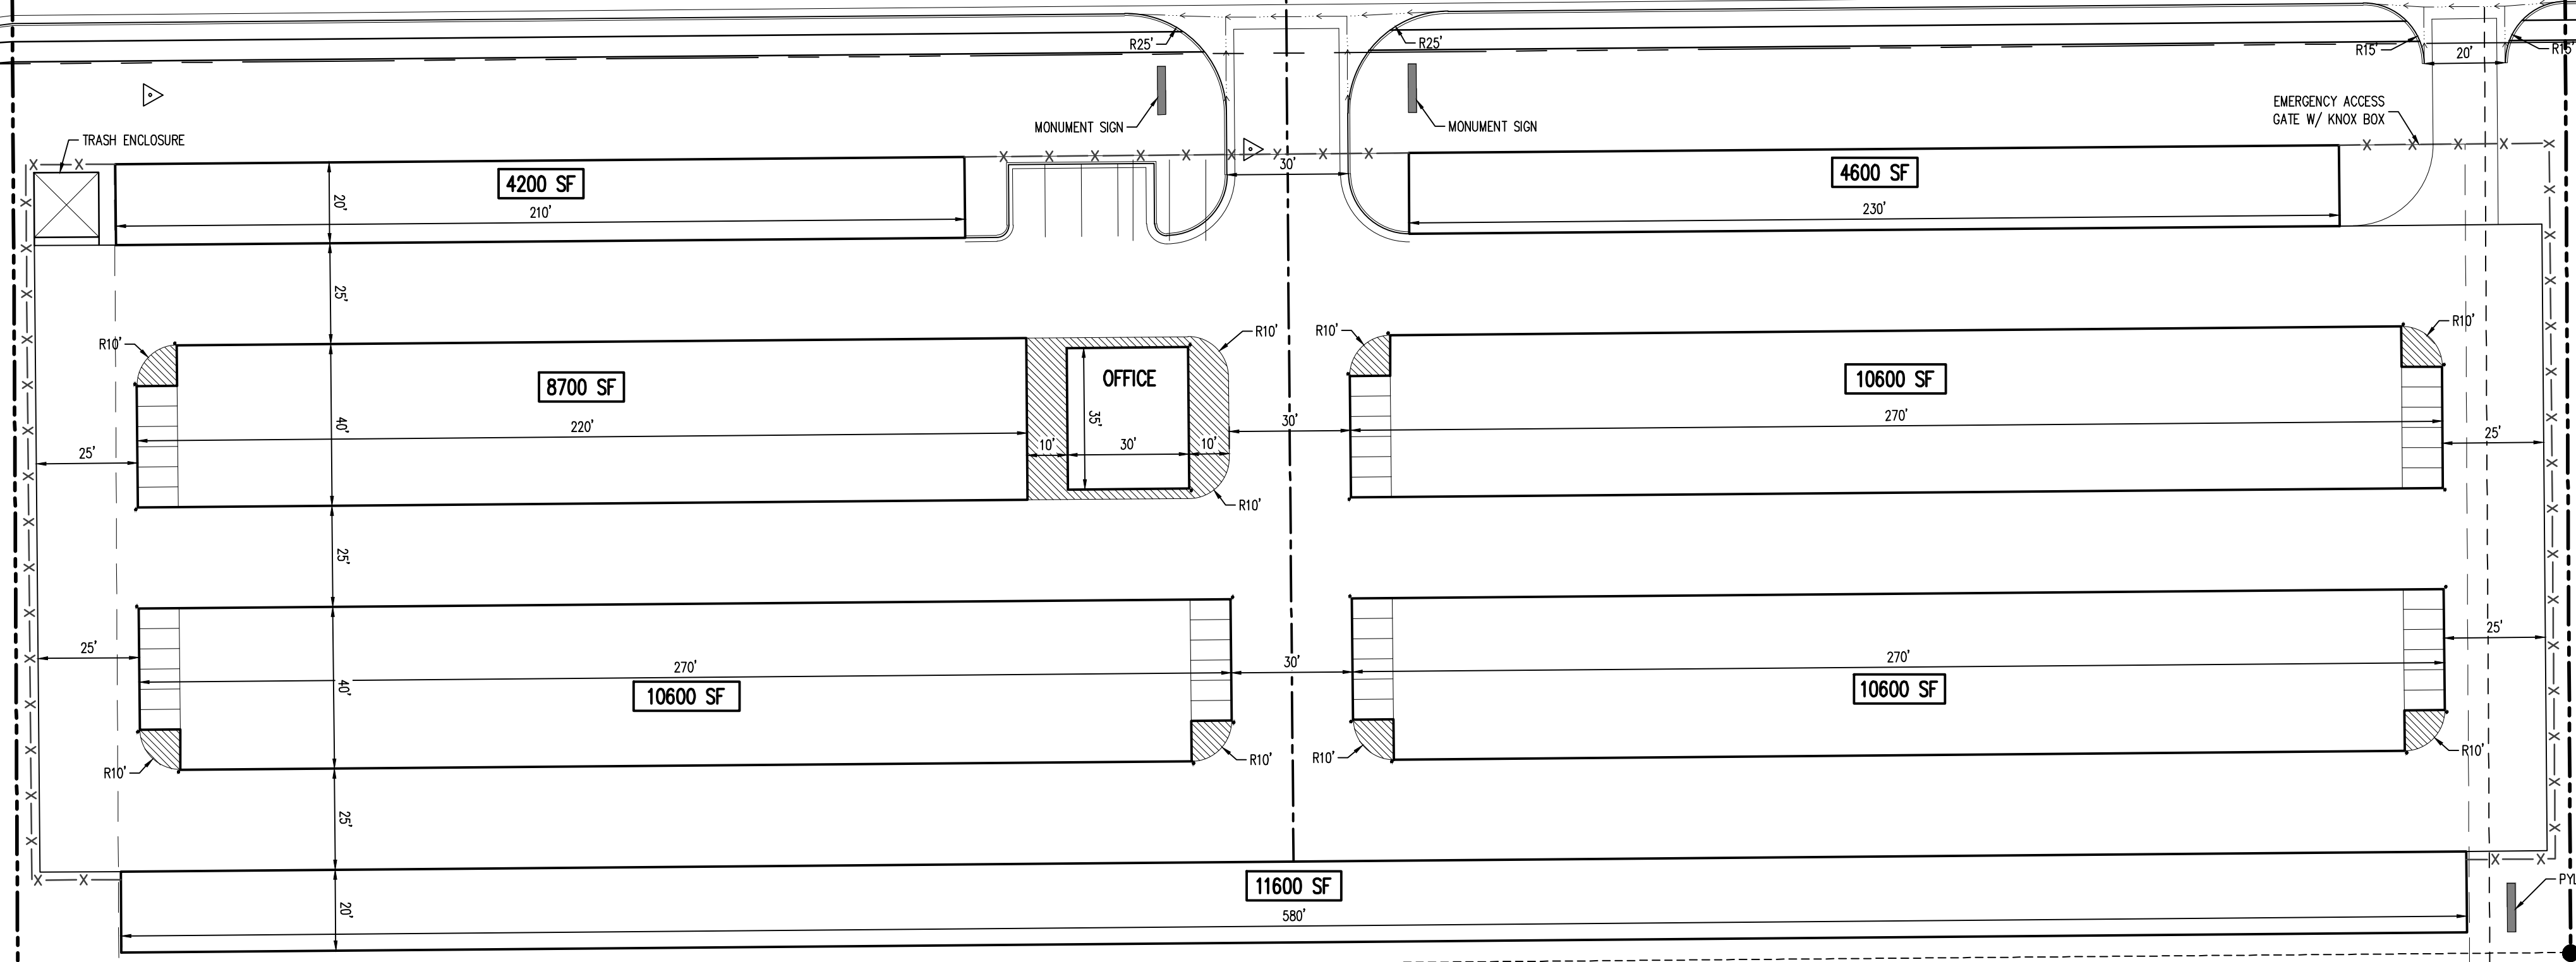 R25'
R25'
R15'
20'
R15'
MONUMENT SIGN
MONUMENT SIGN
EMERGENCY ACCESS
GATE W/ KNOX BOX
TRASH ENCLOSURE
30'
4200 SF
20'
210'
4600 SF
230'
25'
R10'
R10'
R10'
R10'
8700 SF
OFFICE
10600 SF
220'
40'
35'
10'
30'
10'
30'
270'
25'
25'
R10'
25'
25'
270'
40'
10600 SF
30'
270'
10600 SF
25'
R10'
R10'
R10'
R10'
25'
11600 SF
580'
20'